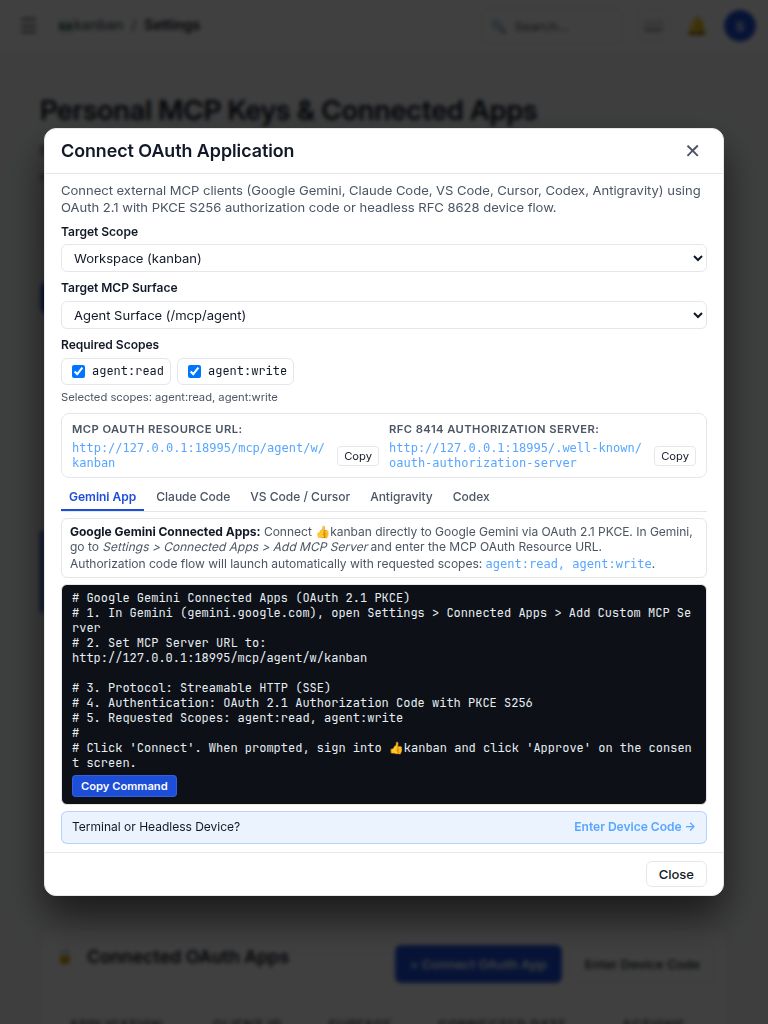 kanban / Settings
Search...
Personal MCP Keys & Connected Apps
Connect OAuth Application
Connect external MCP clients (Google Gemini, Claude Code, VS Code, Cursor, Codex, Antigravity) using
OAuth 2.1 with PKCE S256 authorization code or headless RFC 8628 device flow.
Target Scope
Workspace (kanban)
Target MCP Surface
Agent Surface (/mcp/agent)
Required Scopes
agent:read agent:write
Selected scopes: agent:read, agent:write
MCP OAUTH RESOURCE URL:
http://127.0.0.1:18995/mcp/agent/w/
kanban
Copy
RFC 8414 AUTHORIZATION SERVER:
http://127.0.0.1:18995/.well-known/
oauth-authorization-server
Copy
Gemini App Claude Code VS Code / Cursor Antigravity Codex
Google Gemini Connected Apps: Connect 👍kanban directly to Google Gemini via OAuth 2.1 PKCE. In Gemini,
go to Settings > Connected Apps > Add MCP Server and enter the MCP OAuth Resource URL.
Authorization code flow will launch automatically with requested scopes: agent:read, agent:write.
# Google Gemini Connected Apps (OAuth 2.1 PKCE)
# 1. In Gemini (gemini.google.com), open Settings > Connected Apps > Add Custom MCP Se
rver
# 2. Set MCP Server URL to:
http://127.0.0.1:18995/mcp/agent/w/kanban
# 3. Protocol: Streamable HTTP (SSE)
# 4. Authentication: OAuth 2.1 Authorization Code with PKCE S256
# 5. Requested Scopes: agent:read, agent:write
#
# Click 'Connect'. When prompted, sign into 👍kanban and click 'Approve' on the consen
t screen.
Copy Command
Terminal or Headless Device?
Enter Device Code →
Close
Connected OAuth Apps
+ Connect OAuth App
Enter Device Code